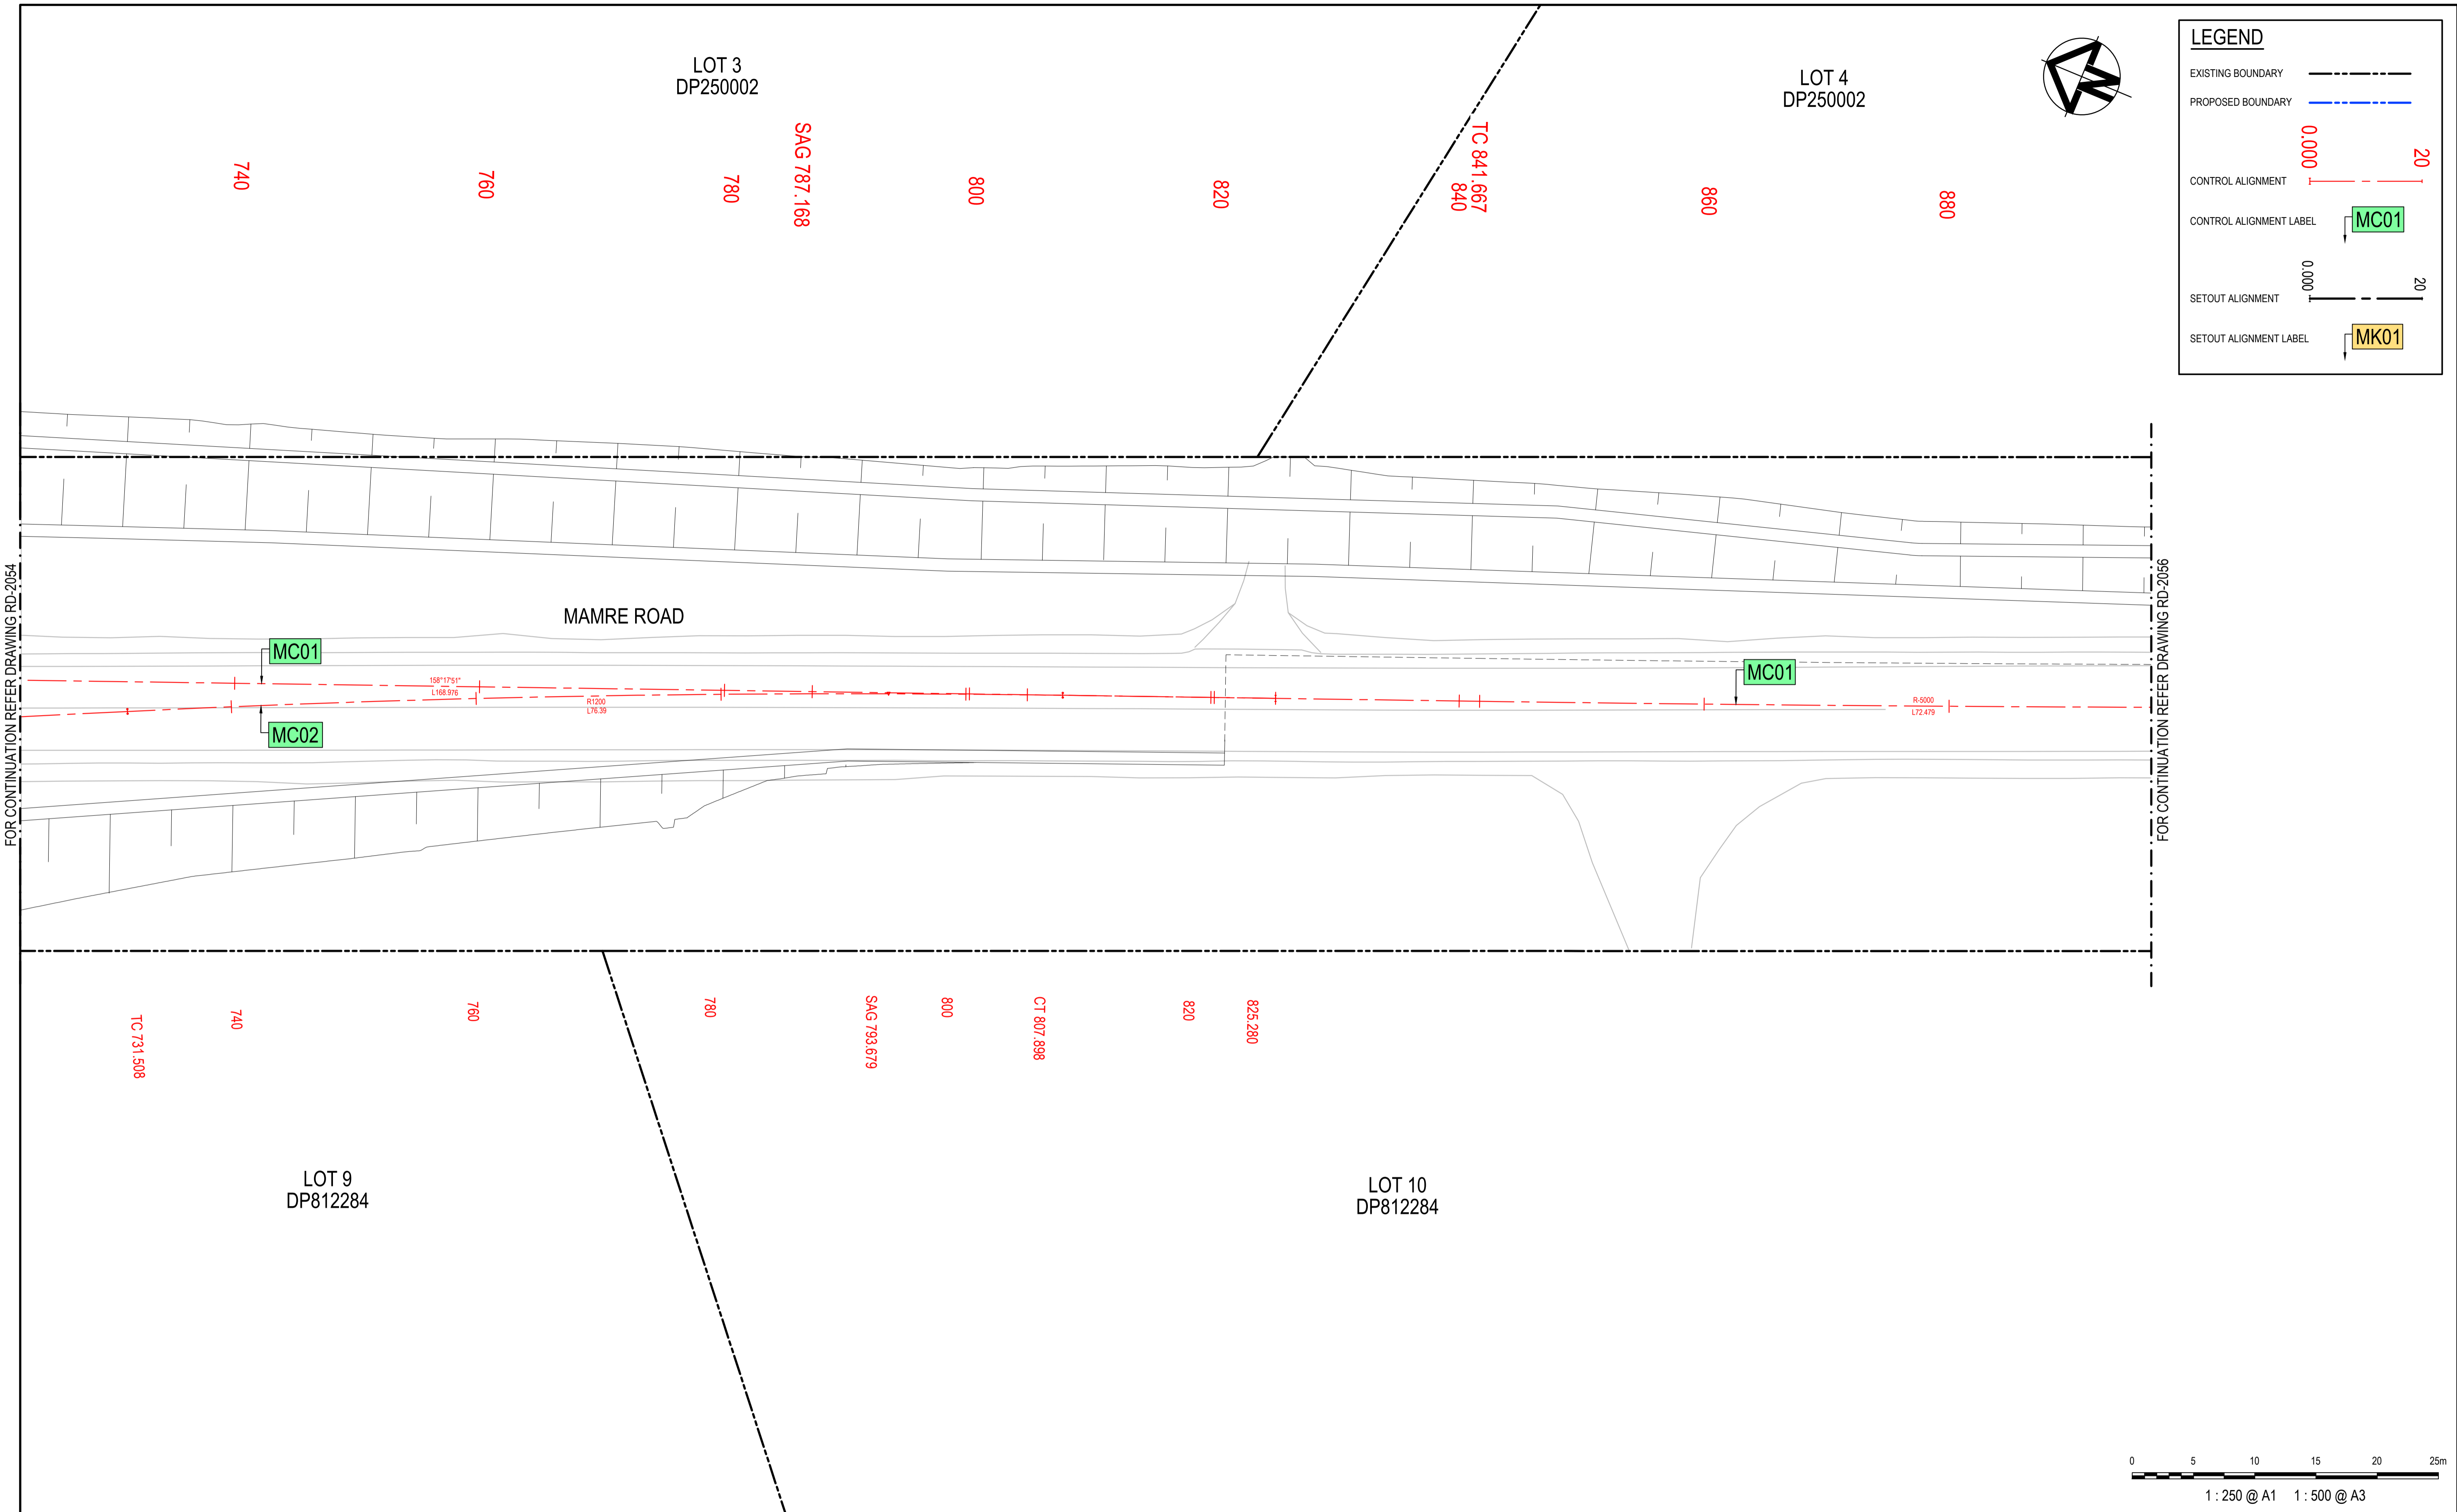 LOT 3
DP250002
LOT 4
DP250002
740
760
780
SAG 787.168
800
820
TC 841.667
840
860
880
N
LEGEND
EXISTING BOUNDARY
PROPOSED BOUNDARY
0.000
20
CONTROL ALIGNMENT
CONTROL ALIGNMENT LABEL
MC01
0.000
20
SETOUT ALIGNMENT
SETOUT ALIGNMENT LABEL
MK01
FOR CONTINUATION REFER DRAWING RD-2054
MAMRE ROAD
MC01
158°17'51"
L168.976
R1200
L76.39
MC02
MC01
R-5000
L72.479
FOR CONTINUATION REFER DRAWING RD-2056
TC 731.508
740
760
780
SAG 793.679
800
CT 807.898
820
825.280
LOT 9
DP812284
LOT 10
DP812284
0 5 10 15 20 25m
1 : 250 @ A1 1 : 500 @ A3